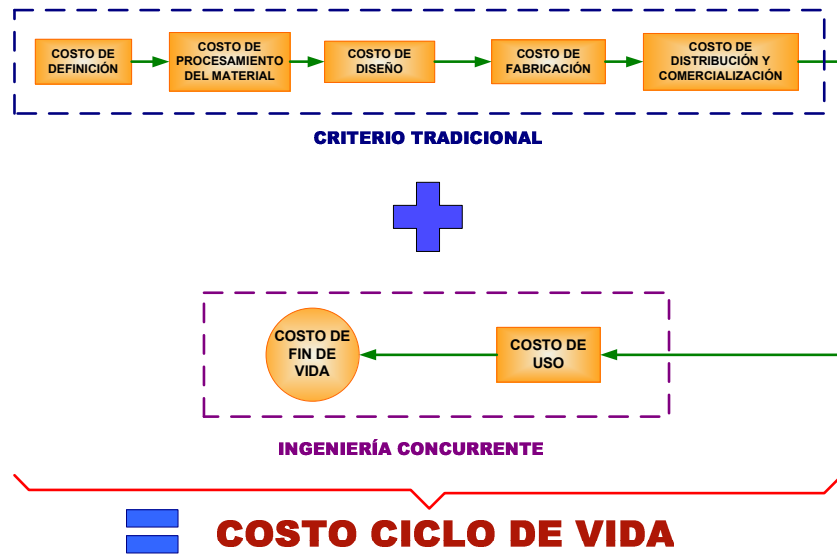 COSTO DE
DEFINICIÓN
COSTO DE
PROCESAMIENTO
DEL MATERIAL
COSTO DE
DISEÑO
COSTO DE
FABRICACIÓN
COSTO DE
DISTRIBUCIÓN Y
COMERCIALIZACIÓN
CRITERIO TRADICIONAL
COSTO DE
FIN DE
VIDA
COSTO DE
USO
INGENIERÍA CONCURRENTE
COSTO CICLO DE VIDA